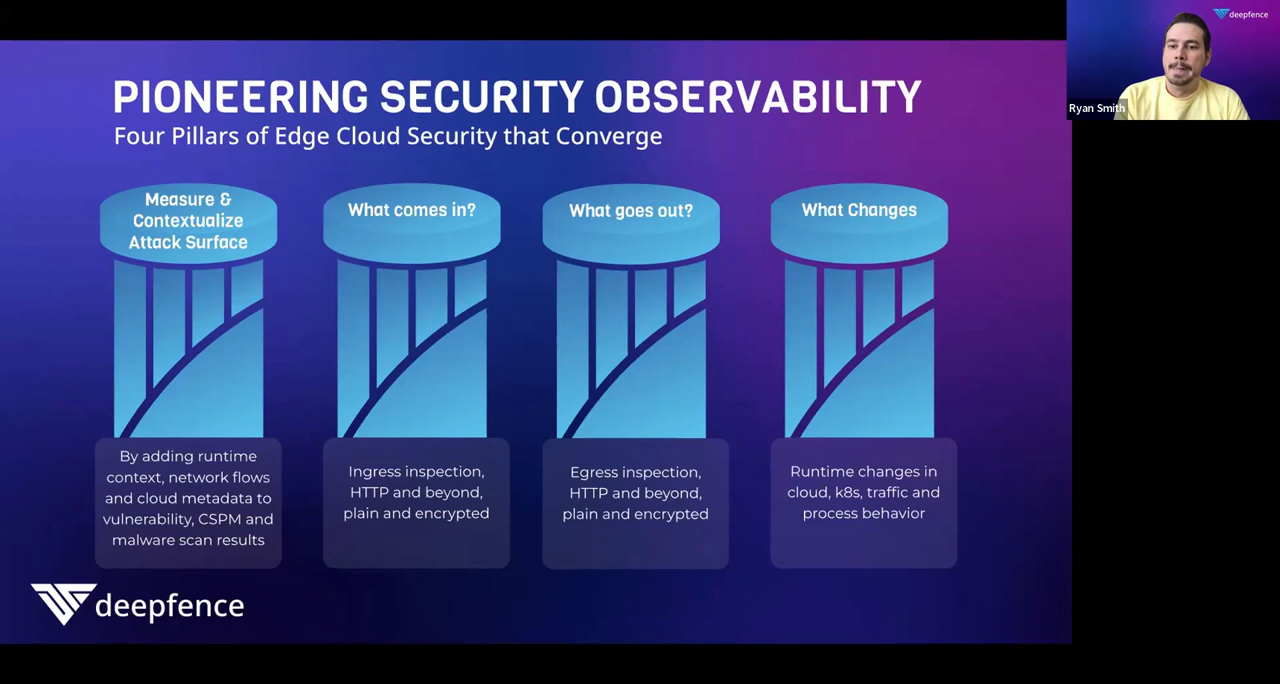 PIONEERING SECURITY OBSERVABILITY
Four Pillars of Edge Cloud Security that Converge
Measure &
Contextualize
Attack Surface
What comes in?
What goes out?
What Changes
By adding runtime
context, network flows
and cloud metadata to
vulnerability, CSPM and
malware scan results
Ingress inspection,
HTTP and beyond,
plain and encrypted
Egress inspection,
HTTP and beyond,
plain and encrypted
Runtime changes in
cloud, k8s, traffic and
process behavior
deepfence
deepfence
Ryan Smith